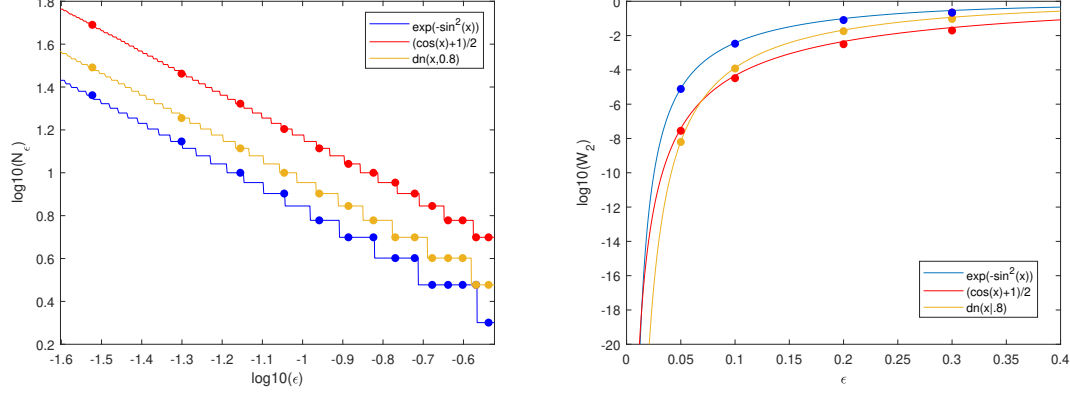 1.8
1.6
1.4
1.2
1
0.8
0.6
0.4
0.2
log10(N_ϵ)
exp(-sin²(x))
(cos(x)+1)/2
dn(x,0.8)
-1.6 -1.5 -1.4 -1.3 -1.2 -1.1 -1 -0.9 -0.8 -0.7 -0.6
log10(ϵ)
0
-2
-4
-6
-8
-10
-12
-14
-16
-18
-20
log10(W_2)
exp(-sin²(x))
(cos(x)+1)/2
dn(x|.8)
0 0.05 0.1 0.15 0.2 0.25 0.3 0.35 0.4
ϵ